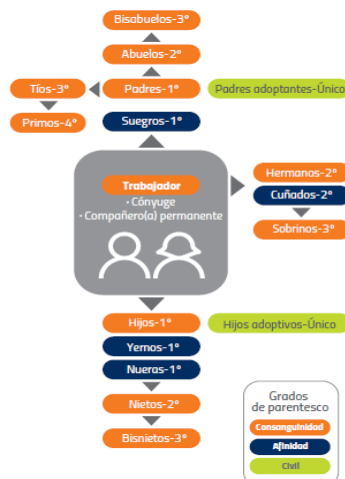 Bisabuelos-3°
Abuelos-2°
Tíos-3°
Padres-1°
Padres adoptantes-Único
Primos-4°
Suegros-1°
Trabajador
· Cónyuge
· Compañero(a) permanente
Hermanos-2°
Cuñados-2°
Sobrinos-3°
Hijos-1°
Hijos adoptivos-Único
Yernos-1°
Nueras-1°
Nietos-2°
Bisnietos-3°
Grados
de parentesco
Consanguinidad
Afinidad
Civil